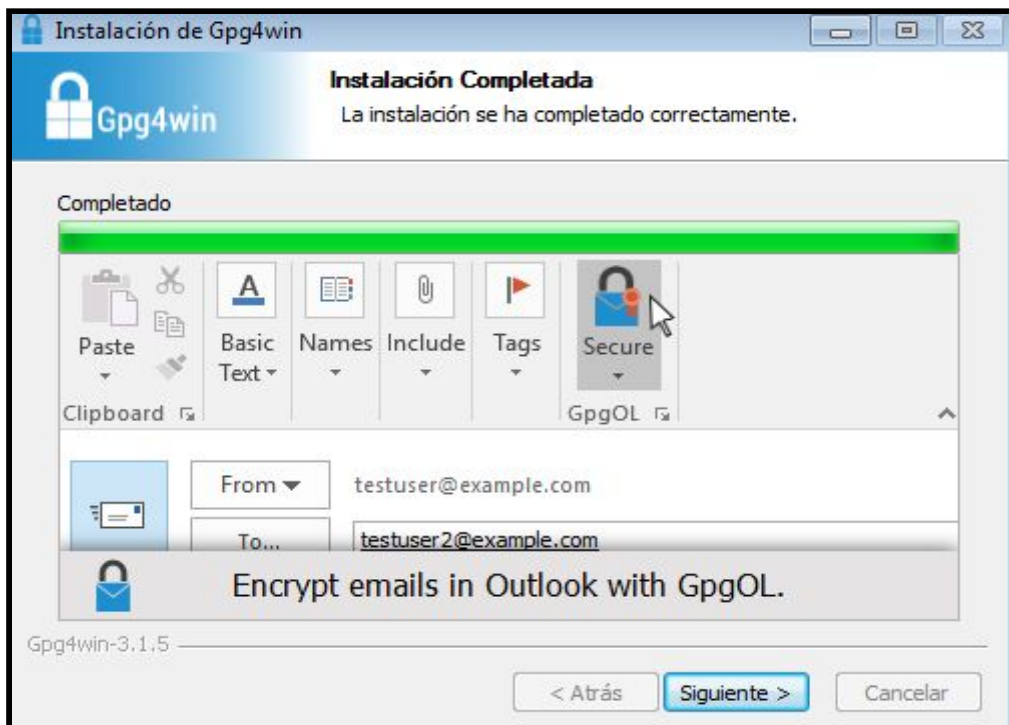 Instalación de Gpg4win
Gpg4win
Instalación Completada
La instalación se ha completado correctamente.
Completado
Paste
Basic
Text
Names
Include
Tags
Secure
Clipboard
GpgOL
From
testuser@example.com
To...
testuser2@example.com
Encrypt emails in Outlook with GpgOL.
Gpg4win-3.1.5
< Atrás
Siguiente >
Cancelar